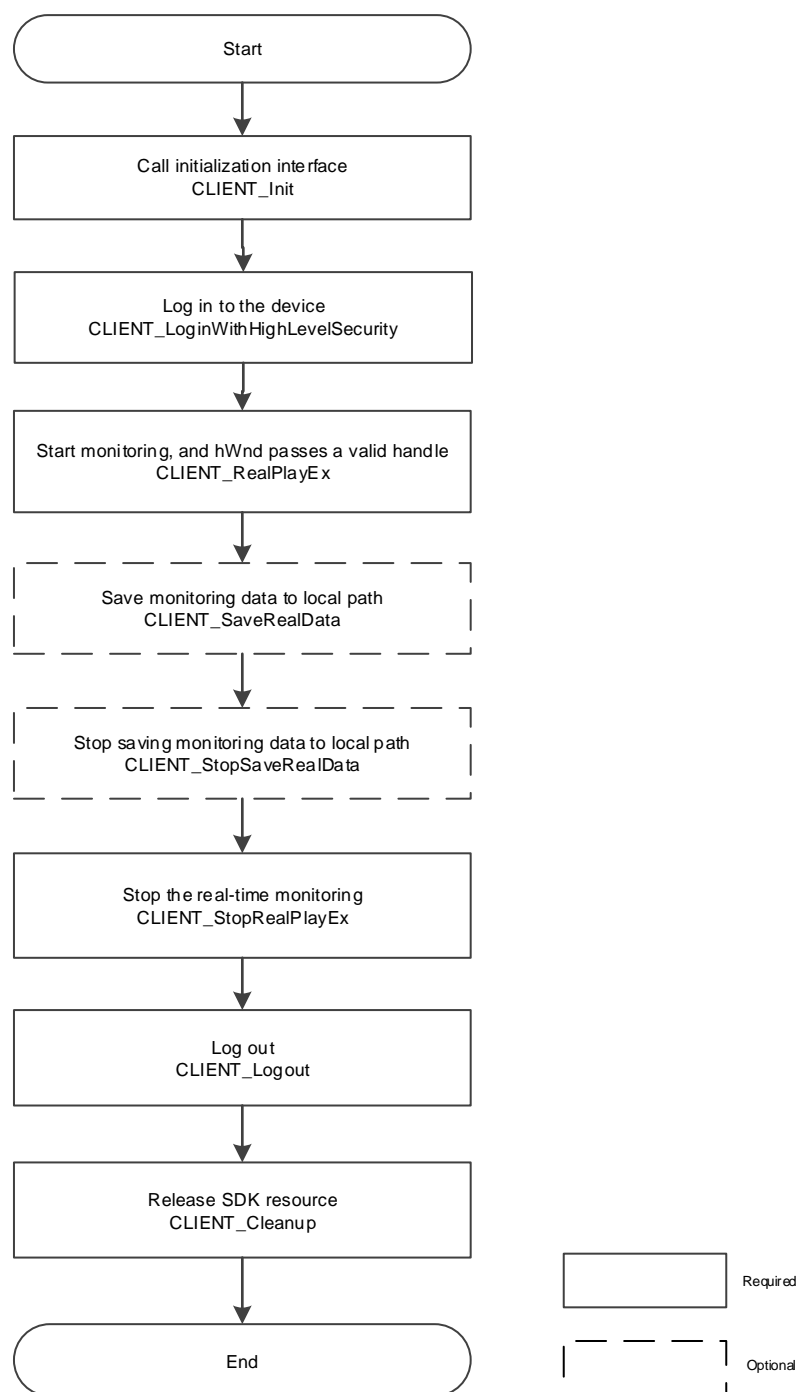 Start
Call initialization interface
CLIENT_Init
Log in to the device
CLIENT_LoginWithHighLevelSecurity
Start monitoring, and hWnd passes a valid handle
CLIENT_RealPlayEx
Save monitoring data to local path
CLIENT_SaveRealData
Stop saving monitoring data to local path
CLIENT_StopSaveRealData
Stop the real-time monitoring
CLIENT_StopRealPlayEx
Log out
CLIENT_Logout
Release SDK resource
CLIENT_Cleanup
Required
End
Optional